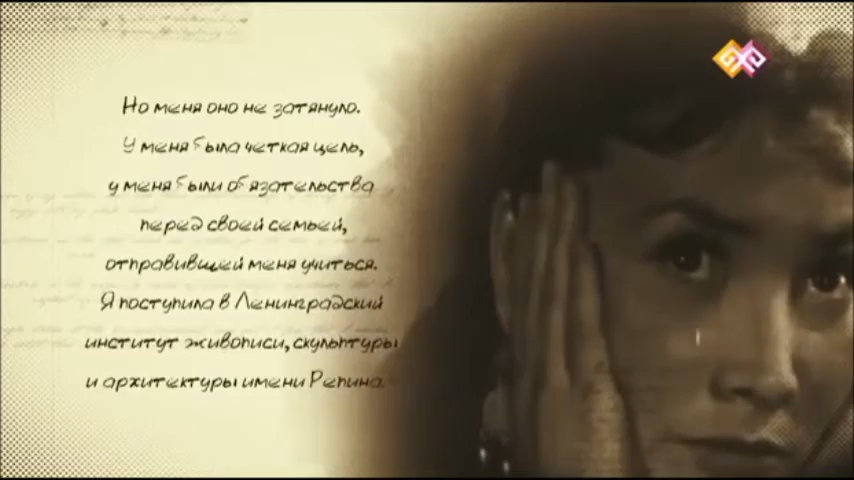 Но меня оно не затянуло.
У меня была четкая цель,
у меня были обязательства
перед своей семьей,
отправившей меня учиться.
Я поступила в Ленинградский
институт живописи, скульптуры
и архитектуры имени Репина.